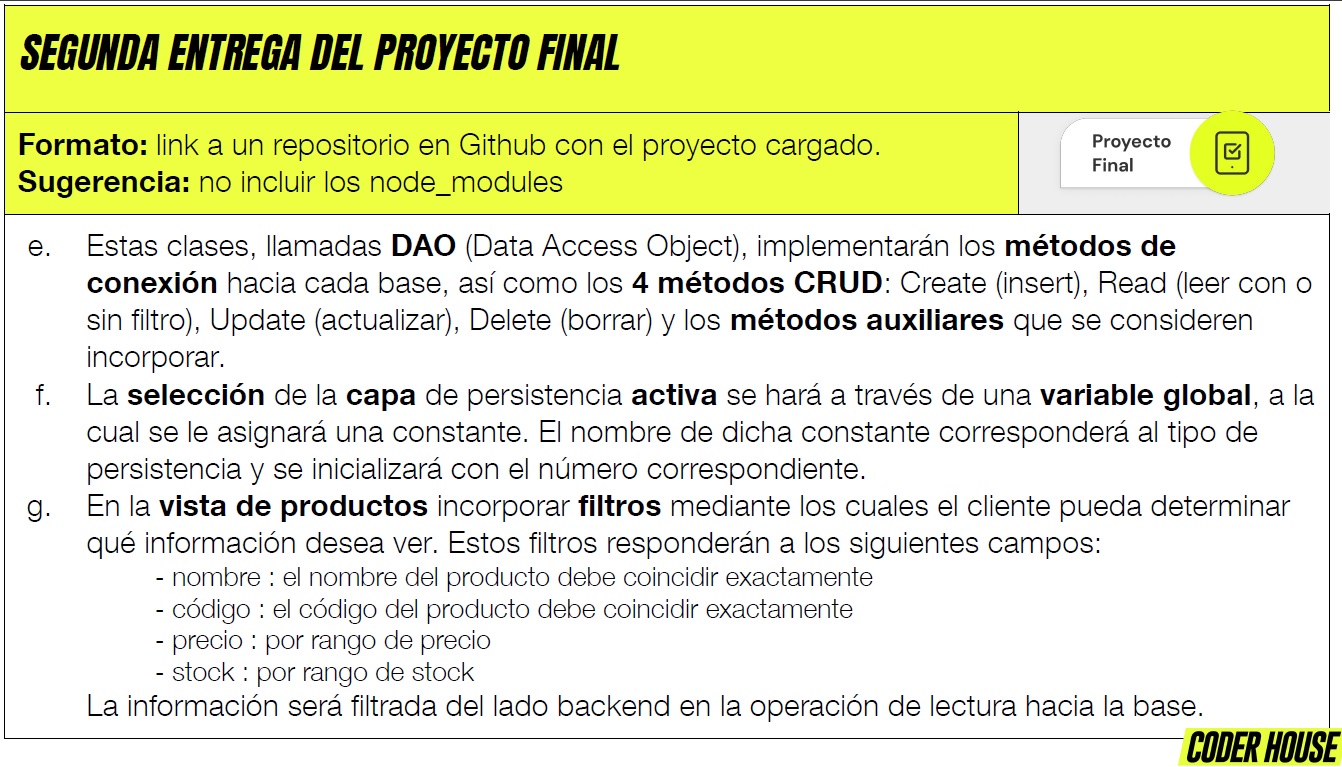 SEGUNDA ENTREGA DEL PROYECTO FINAL
Formato: link a un repositorio en Github con el proyecto cargado.
Sugerencia: no incluir los node_modules
Proyecto
Final
e. Estas clases, llamadas DAO (Data Access Object), implementarán los métodos de
conexión hacia cada base, así como los 4 métodos CRUD: Create (insert), Read (leer con o
sin filtro), Update (actualizar), Delete (borrar) y los métodos auxiliares que se consideren
incorporar.
f. La selección de la capa de persistencia activa se hará a través de una variable global, a la
cual se le asignará una constante. El nombre de dicha constante corresponderá al tipo de
persistencia y se inicializará con el número correspondiente.
g. En la vista de productos incorporar filtros mediante los cuales el cliente pueda determinar
qué información desea ver. Estos filtros responderán a los siguientes campos:
- nombre : el nombre del producto debe coincidir exactamente
- código : el código del producto debe coincidir exactamente
- precio : por rango de precio
- stock : por rango de stock
La información será filtrada del lado backend en la operación de lectura hacia la base.
CODER HOUSE